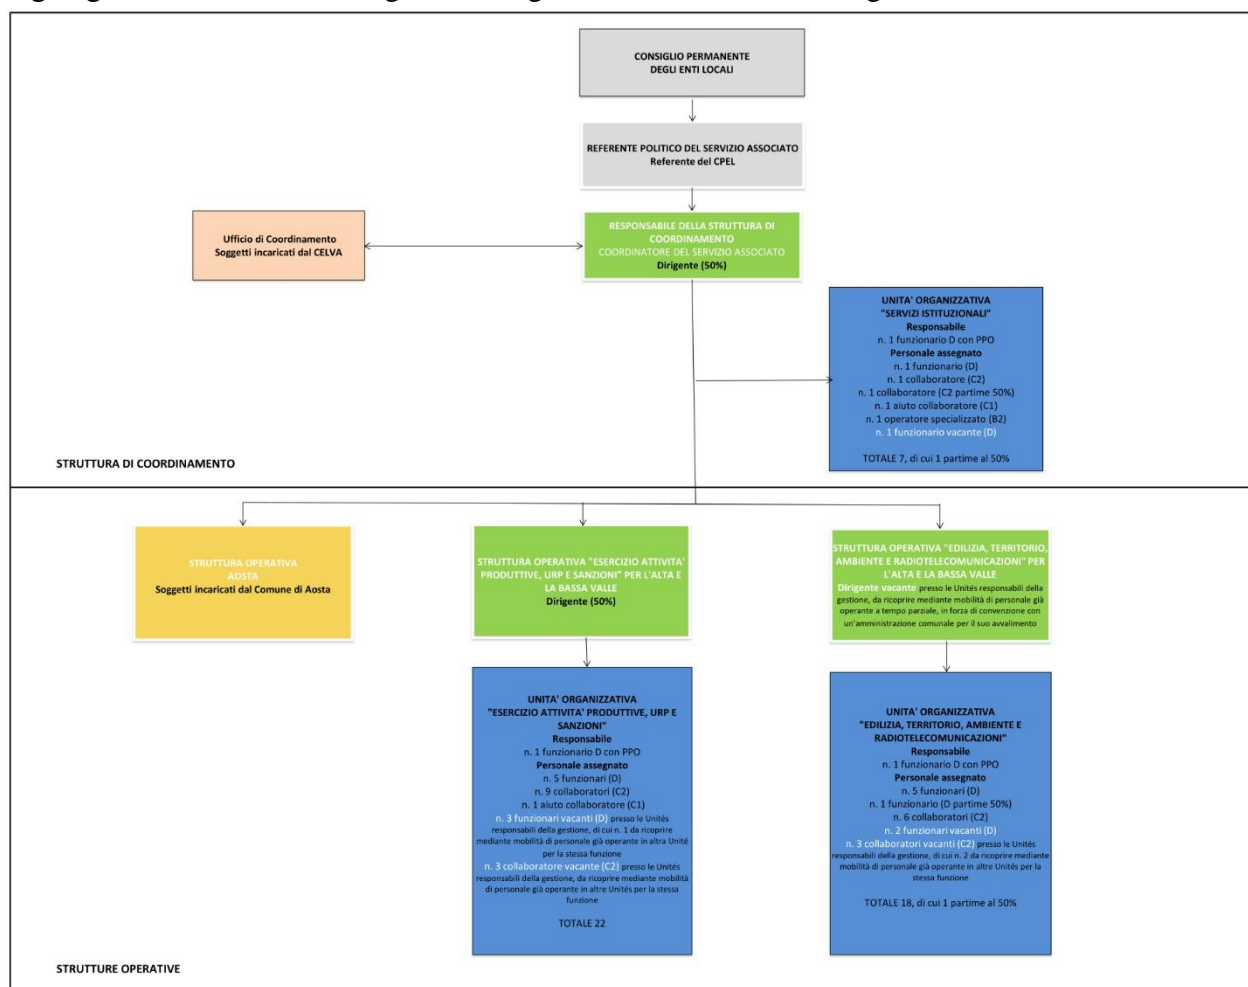 CONSIGLIO PERMANENTE
DEGLI ENTI LOCALI
REFERENTE POLITICO DEL SERVIZIO ASSOCIATO
Referente del CPEL
Ufficio di Coordinamento
Soggetti incaricati dal CELVA
RESPONSABILE DELLA STRUTTURA DI
COORDINAMENTO
COORDINATORE DEL SERVIZIO ASSOCIATO
Dirigente (50%)
UNITA' ORGANIZZATIVA
"SERVIZI ISTITUZIONALI"
Responsabile
n. 1 funzionario D con PPO
Personale assegnato
n. 1 funzionario (D)
n. 1 collaboratore (C2)
n. 1 collaboratore (C2 partime 50%)
n. 1 aiuto collaboratore (C1)
n. 1 operatore specializzato (B2)
n. 1 funzionario vacante (D)
TOTALE 7, di cui 1 partime al 50%
STRUTTURA DI COORDINAMENTO
STRUTTURA OPERATIVA
AOSTA
Soggetti incaricati dal Comune di Aosta
STRUTTURA OPERATIVA "ESERCIZIO ATTIVITA'
PRODUTTIVE, URP E SANZIONI" PER L'ALTA E
LA BASSA VALLE
Dirigente (50%)
STRUTTURA OPERATIVA "EDILIZIA, TERRITORIO,
AMBIENTE E RADIOTELECOMUNICAZIONI" PER
L'ALTA E LA BASSA VALLE
Dirigente vacante presso le Unités responsabili della
gestione, da ricoprire mediante mobilità di personale già
operante a tempo parziale, in forza di convenzione con
un'amministrazione comunale per il suo avvalimento
UNITA' ORGANIZZATIVA
"ESERCIZIO ATTIVITA' PRODUTTIVE, URP E
SANZIONI"
Responsabile
n. 1 funzionario D con PPO
Personale assegnato
n. 5 funzionari (D)
n. 9 collaboratori (C2)
n. 1 aiuto collaboratore (C1)
n. 3 funzionari vacanti (D) presso le Unités
responsabili della gestione, di cui n. 1 da ricoprire
mediante mobilità di personale già operante in altra Unité
per la stessa funzione
n. 3 collaboratore vacante (C2) presso le Unités
responsabili della gestione, da ricoprire mediante mobilità
di personale già operante in altre Unités per la stessa
funzione
TOTALE 22
UNITA' ORGANIZZATIVA
"EDILIZIA, TERRITORIO, AMBIENTE E
RADIOTELECOMUNICAZIONI"
Responsabile
n. 1 funzionario D con PPO
Personale assegnato
n. 5 funzionari (D)
n. 1 funzionario (D partime 50%)
n. 6 collaboratori (C2)
n. 2 funzionari vacanti (D)
n. 3 collaboratori vacanti (C2) presso le Unités
responsabili della gestione, di cui n. 2 da ricoprire mediante
mobilità di personale già operante in altre Unités per la
stessa funzione
TOTALE 18, di cui 1 partime al 50%
STRUTTURE OPERATIVE